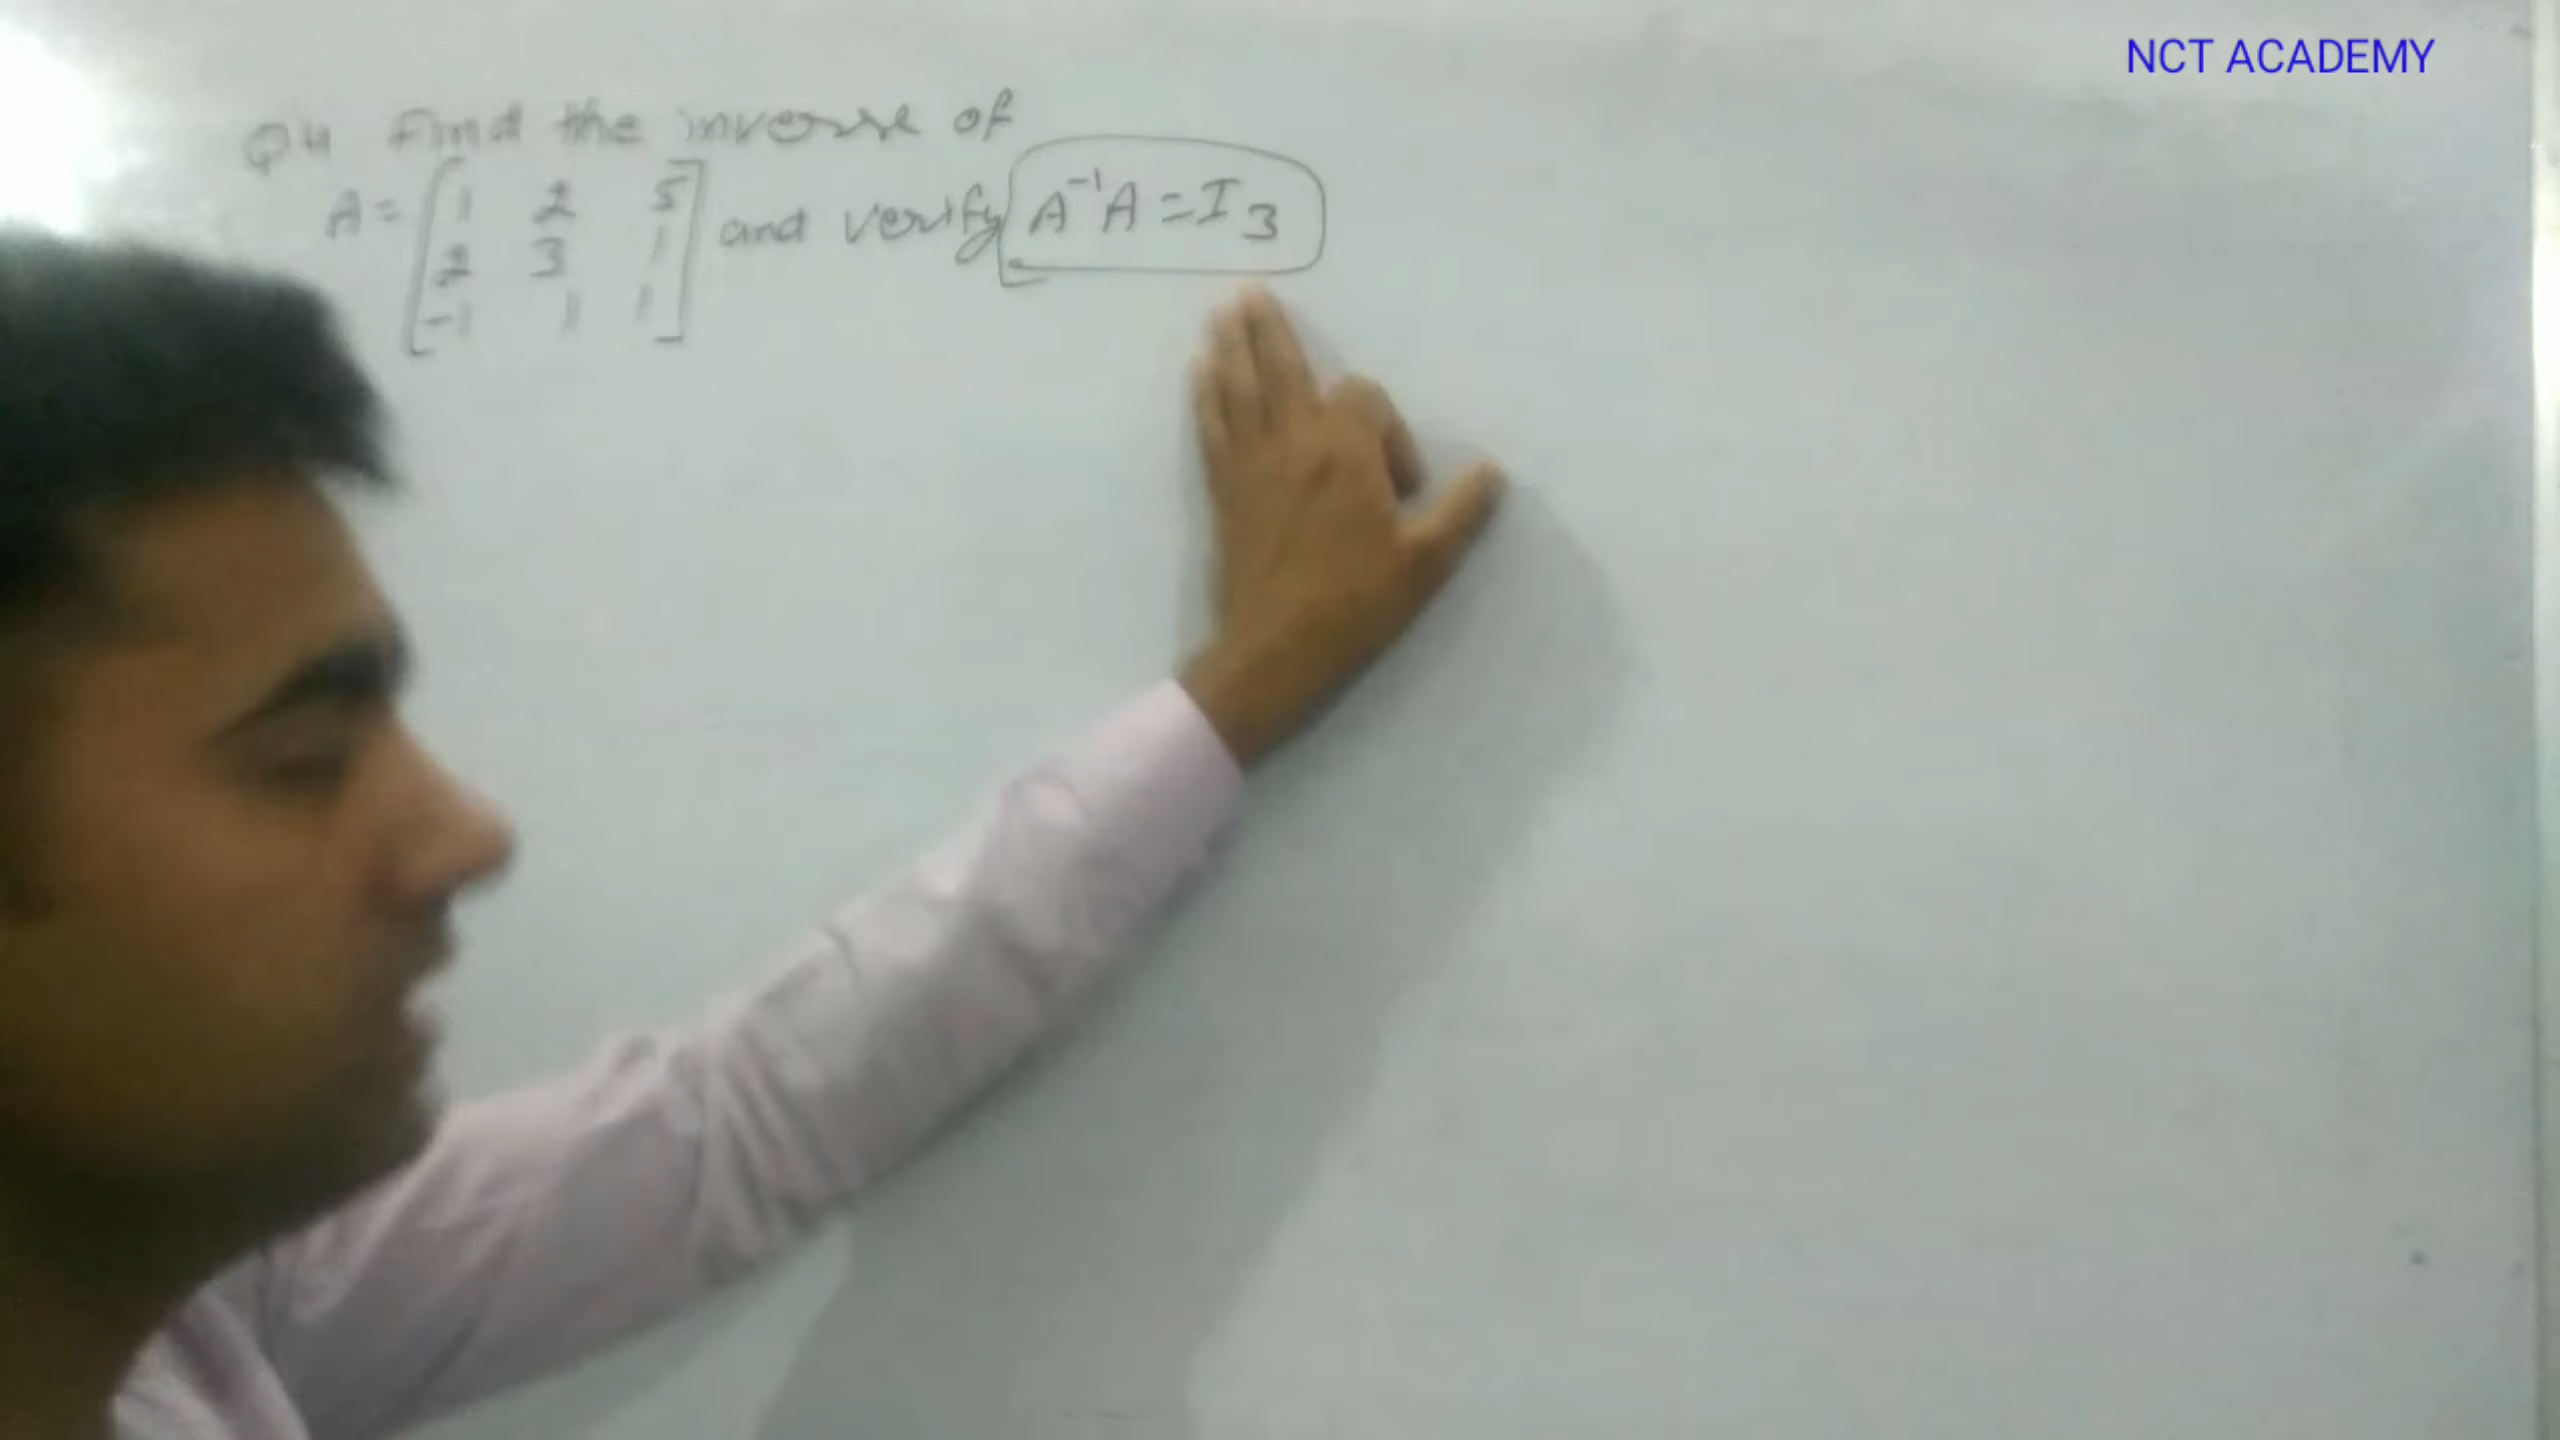 NCT ACADEMY
Q4 Find the inverse of
A = [1 2 5 and verify A⁻¹A = I₃
2 3 1
-1 1 1]